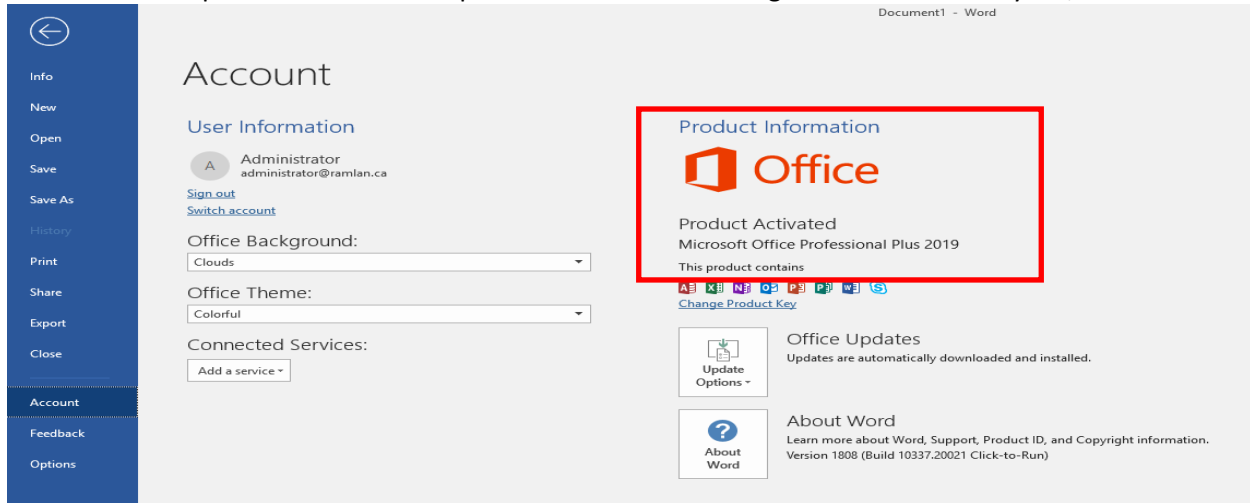 Document1 - Word
Info
New
Open
Save
Save As
History
Print
Share
Export
Close
Account
Feedback
Options
Account
User Information
A
Administrator
administrator@ramlan.ca
Sign out
Switch account
Office Background:
Clouds
Office Theme:
Colorful
Connected Services:
Add a service
Product Information
Office
Product Activated
Microsoft Office Professional Plus 2019
This product contains
Change Product Key
Update
Options
Office Updates
Updates are automatically downloaded and installed.
About
Word
About Word
Learn more about Word, Support, Product ID, and Copyright information.
Version 1808 (Build 10337.20021 Click-to-Run)